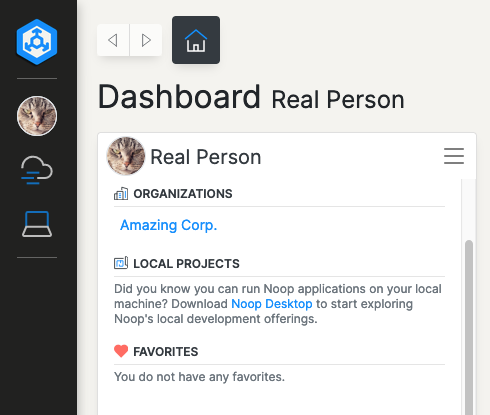 Dashboard Real Person
Real Person
ORGANIZATIONS
Amazing Corp.
LOCAL PROJECTS
Did you know you can run Noop applications on your local
machine? Download Noop Desktop to start exploring
Noop's local development offerings.
FAVORITES
You do not have any favorites.